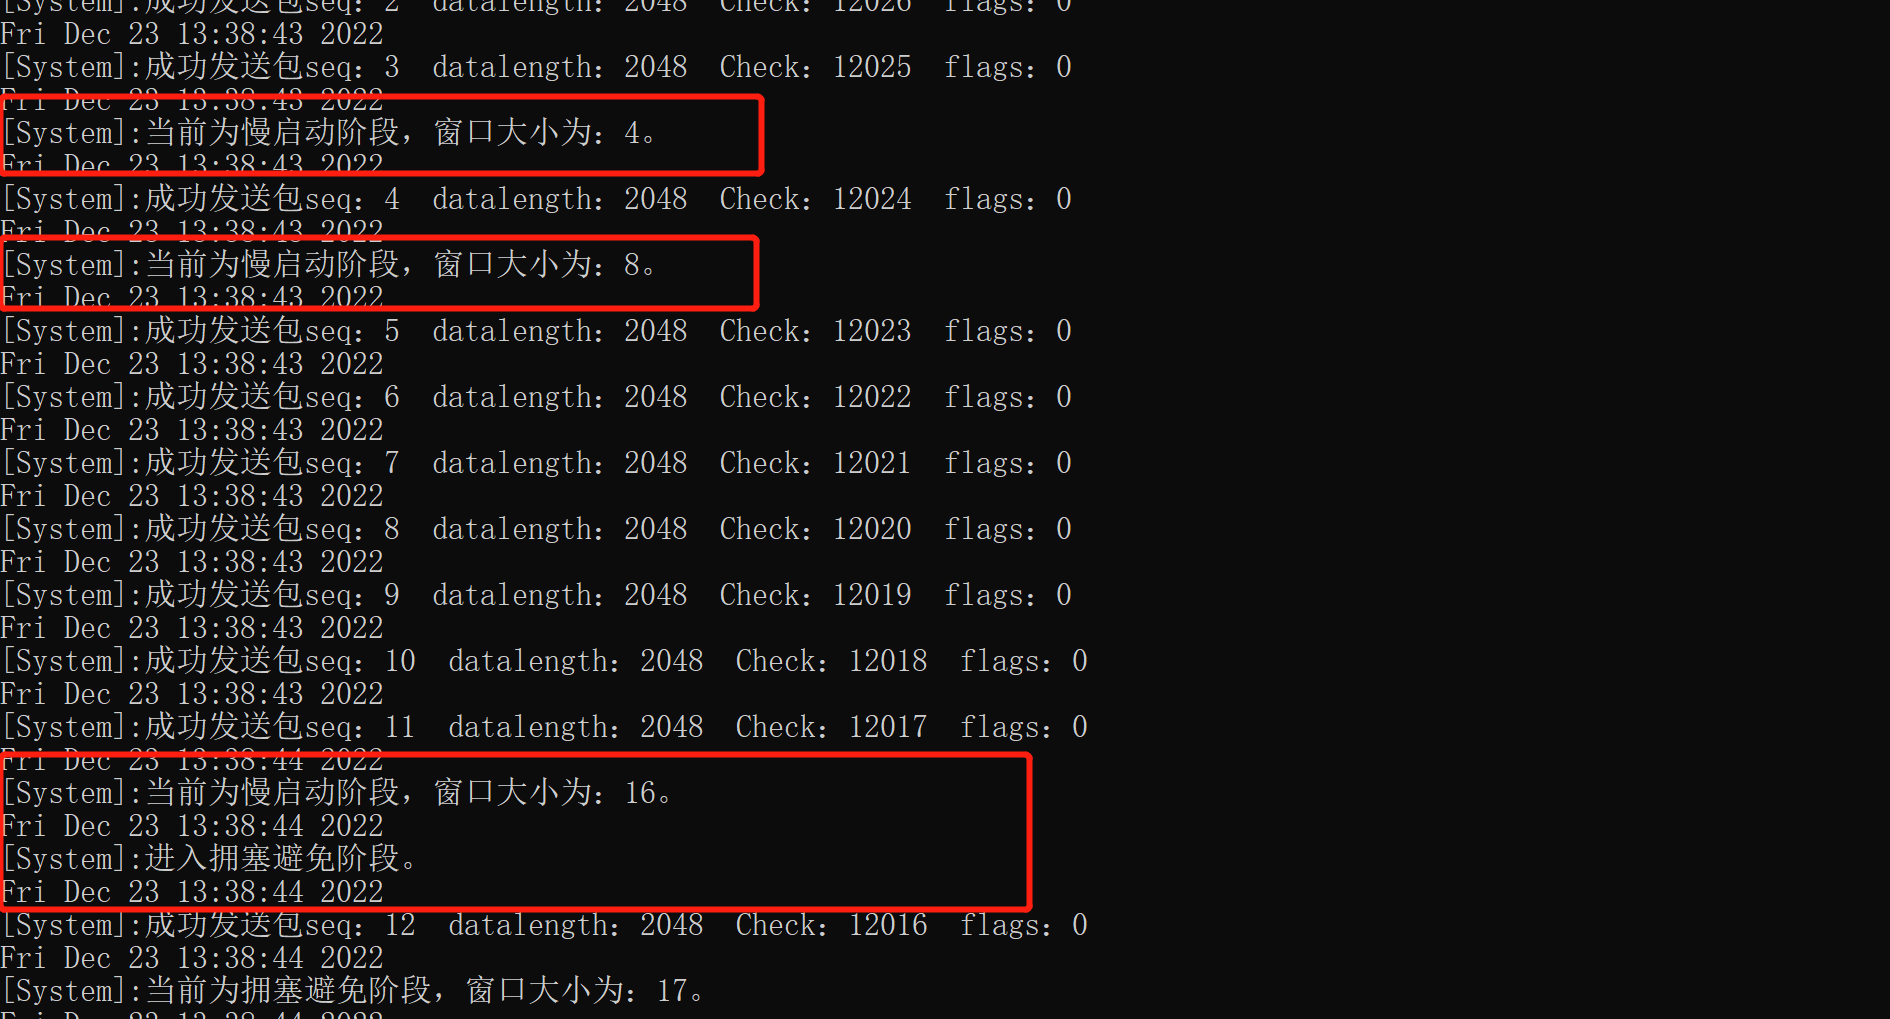 [System]:成功发送包seq：2  datalength：2048  Check：12026  flags：0
Fri Dec 23 13:38:43 2022
[System]:成功发送包seq：3  datalength：2048  Check：12025  flags：0
Fri Dec 23 13:38:43 2022
[System]:当前为慢启动阶段，窗口大小为：4。
Fri Dec 23 13:38:43 2022
[System]:成功发送包seq：4  datalength：2048  Check：12024  flags：0
Fri Dec 23 13:38:43 2022
[System]:当前为慢启动阶段，窗口大小为：8。
Fri Dec 23 13:38:43 2022
[System]:成功发送包seq：5  datalength：2048  Check：12023  flags：0
Fri Dec 23 13:38:43 2022
[System]:成功发送包seq：6  datalength：2048  Check：12022  flags：0
Fri Dec 23 13:38:43 2022
[System]:成功发送包seq：7  datalength：2048  Check：12021  flags：0
Fri Dec 23 13:38:43 2022
[System]:成功发送包seq：8  datalength：2048  Check：12020  flags：0
Fri Dec 23 13:38:43 2022
[System]:成功发送包seq：9  datalength：2048  Check：12019  flags：0
Fri Dec 23 13:38:43 2022
[System]:成功发送包seq：10  datalength：2048  Check：12018  flags：0
Fri Dec 23 13:38:43 2022
[System]:成功发送包seq：11  datalength：2048  Check：12017  flags：0
Fri Dec 23 13:38:44 2022
[System]:当前为慢启动阶段，窗口大小为：16。
Fri Dec 23 13:38:44 2022
[System]:进入拥塞避免阶段。
Fri Dec 23 13:38:44 2022
[System]:成功发送包seq：12  datalength：2048  Check：12016  flags：0
Fri Dec 23 13:38:44 2022
[System]:当前为拥塞避免阶段，窗口大小为：17。
Fri Dec 23 13:38:44 2022